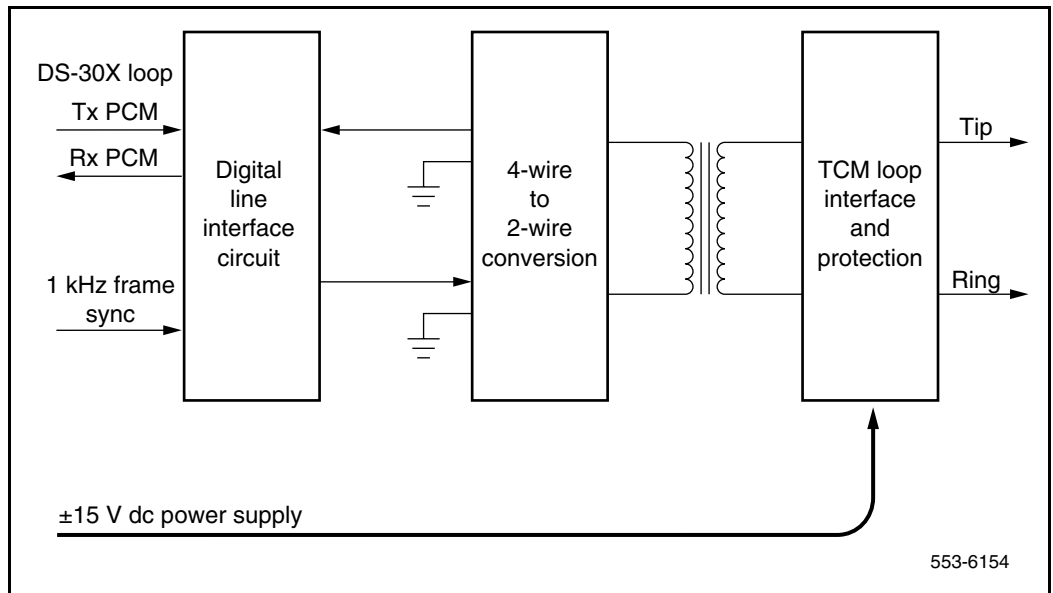 DS-30X loop
Tx PCM
Rx PCM
1 kHz frame
sync
Digital
line
interface
circuit
4-wire
to
2-wire
conversion
TCM loop
interface
and
protection
Tip
Ring
±15 V dc power supply
553-6154